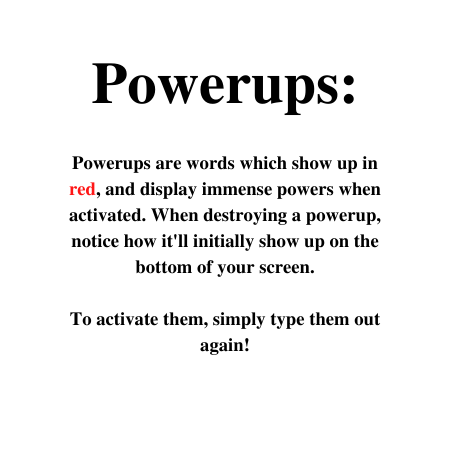 Powerups:
Powerups are words which show up in
red, and display immense powers when
activated. When destroying a powerup,
notice how it'll initially show up on the
bottom of your screen.
To activate them, simply type them out
again!